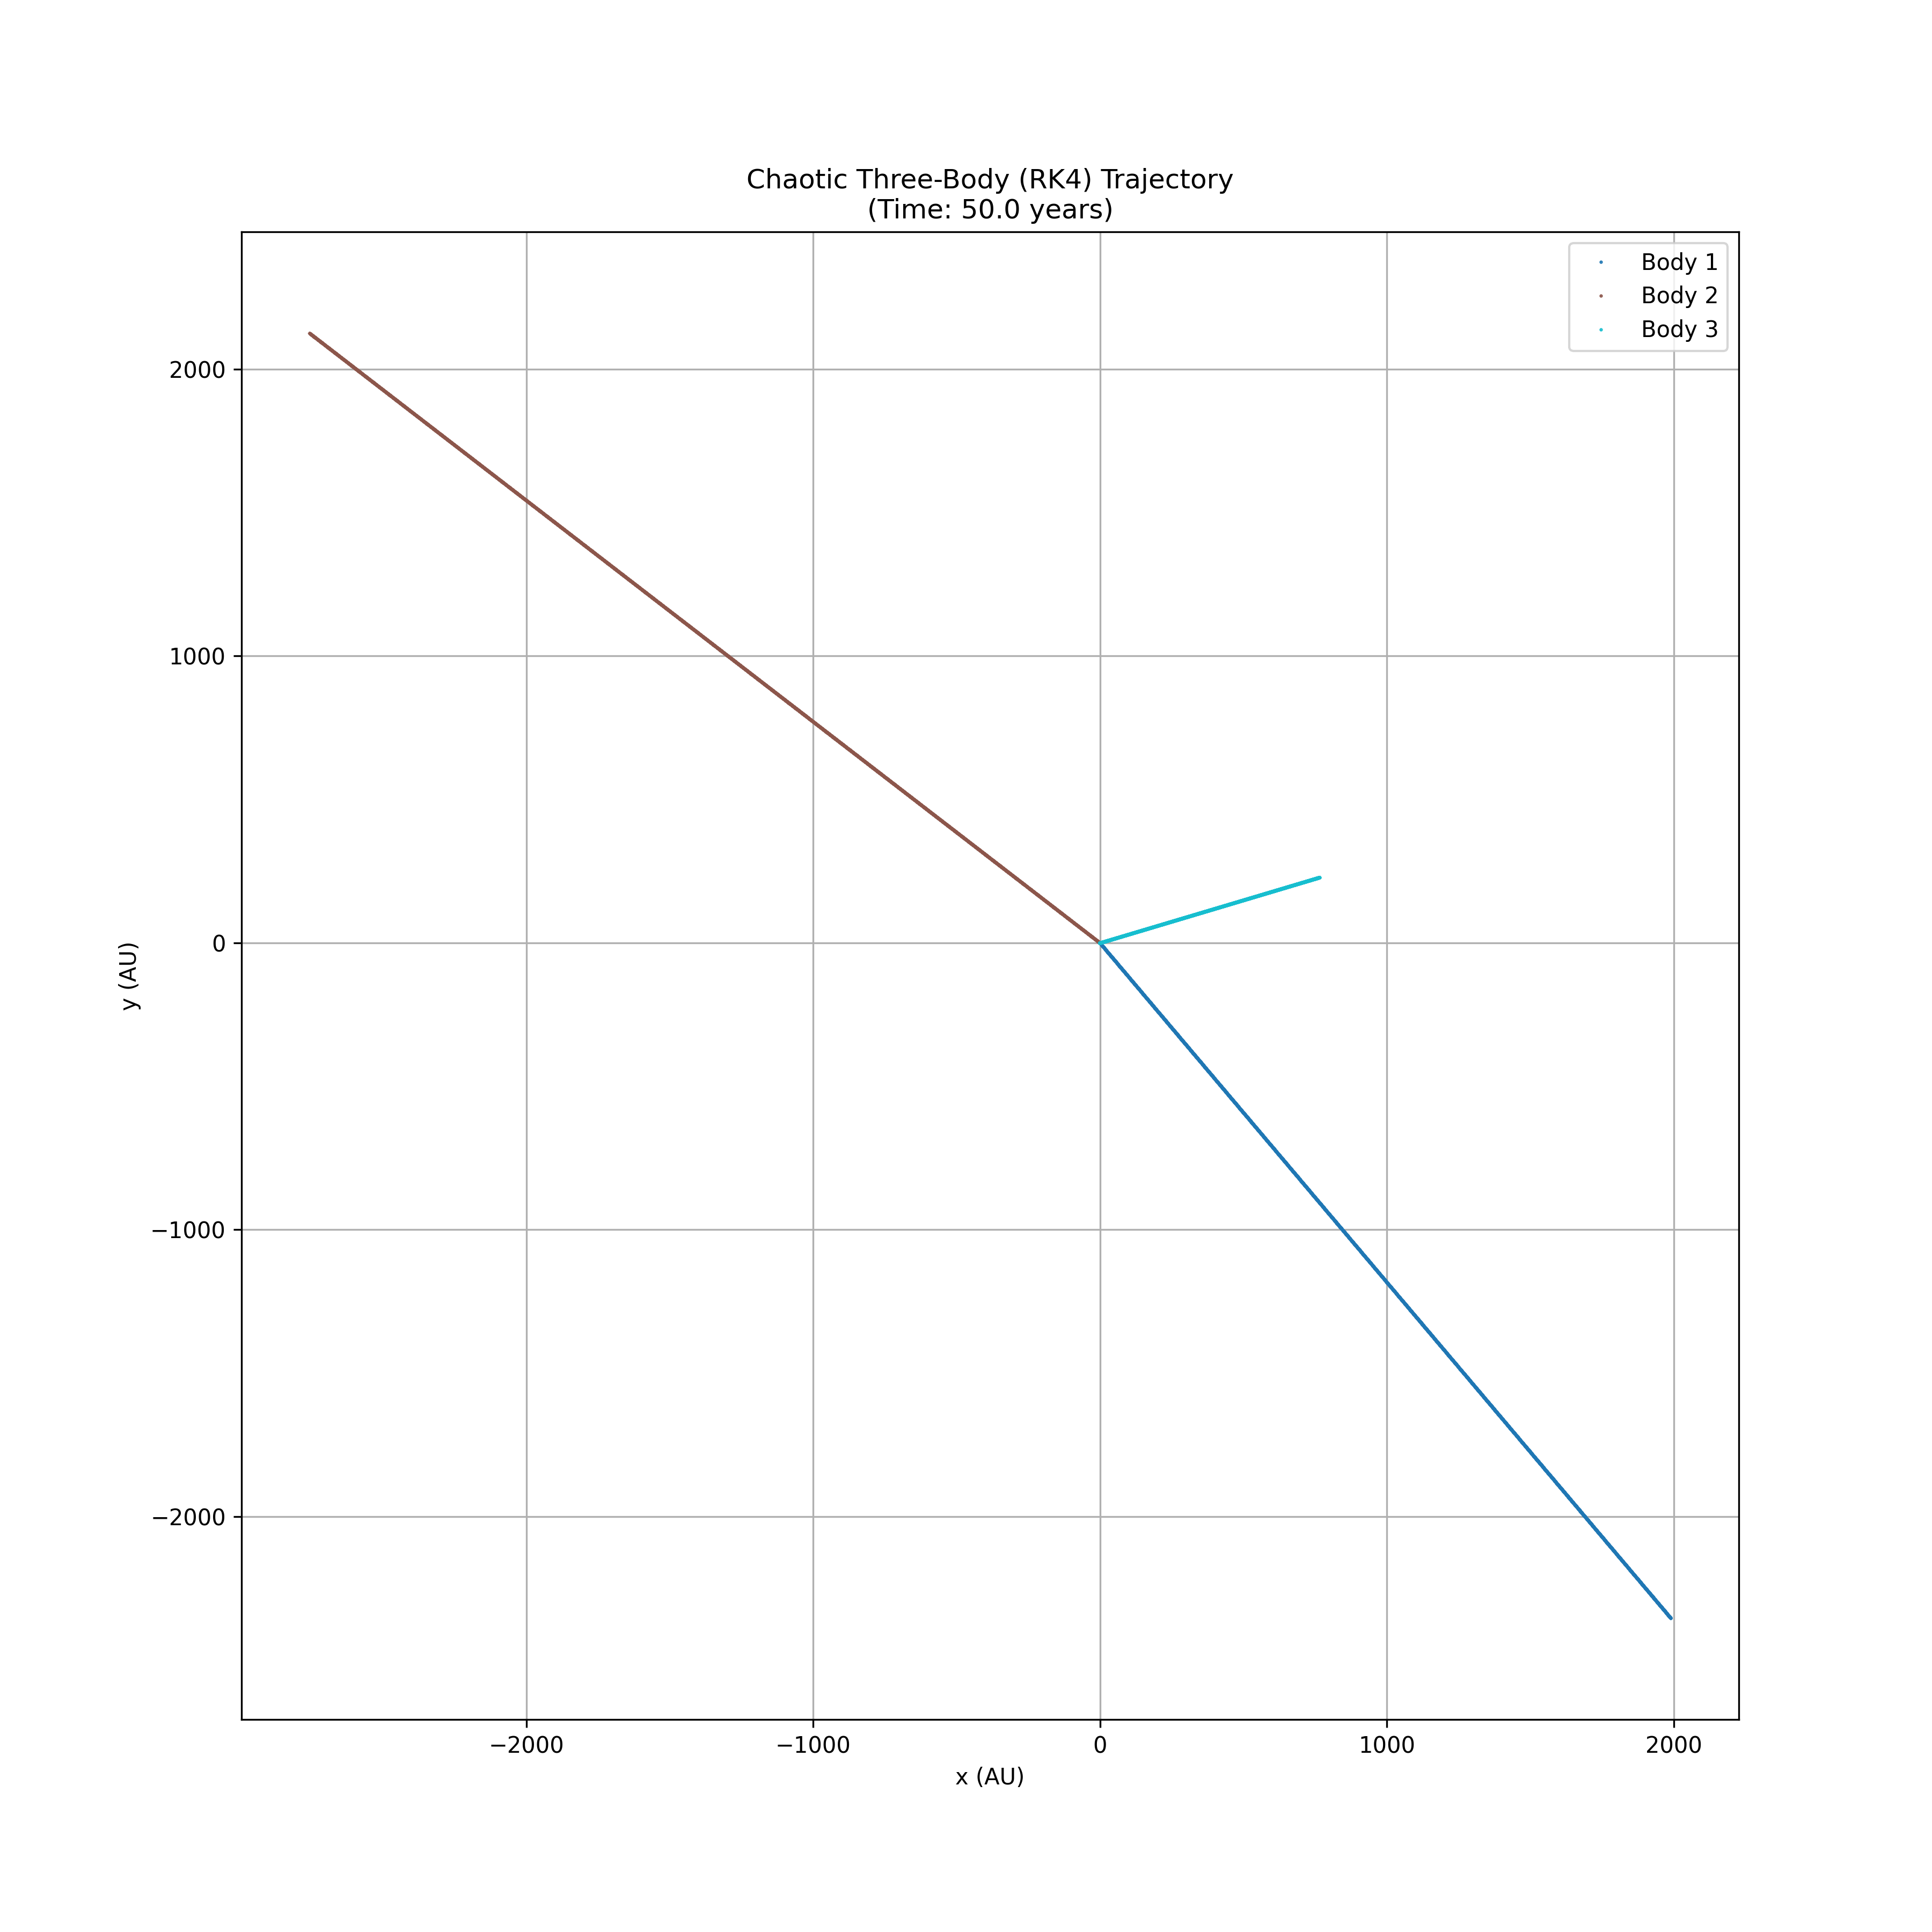 Chaotic Three-Body (RK4) Trajectory
(Time: 50.0 years)
Body 1
Body 2
Body 3
2000
1000
0
−1000
−2000
y (AU)
−2000
−1000
0
1000
2000
x (AU)